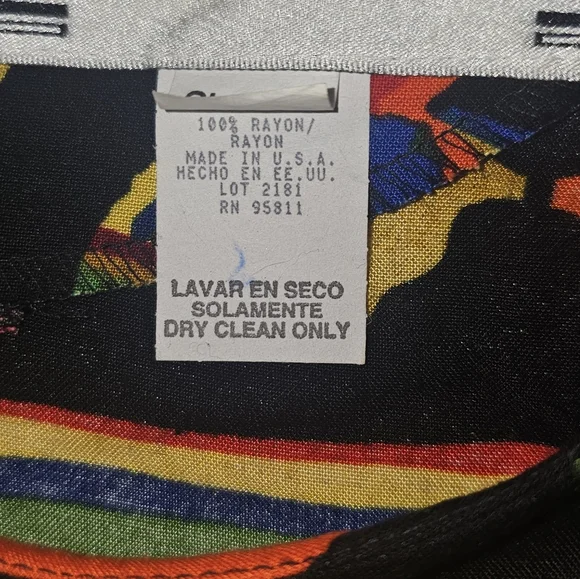 100% RAYON/
RAYON
MADE IN U.S.A.
HECHO EN EE.UU.
LOT 2181
RN 95811
LAVAR EN SECO
SOLAMENTE
DRY CLEAN ONLY